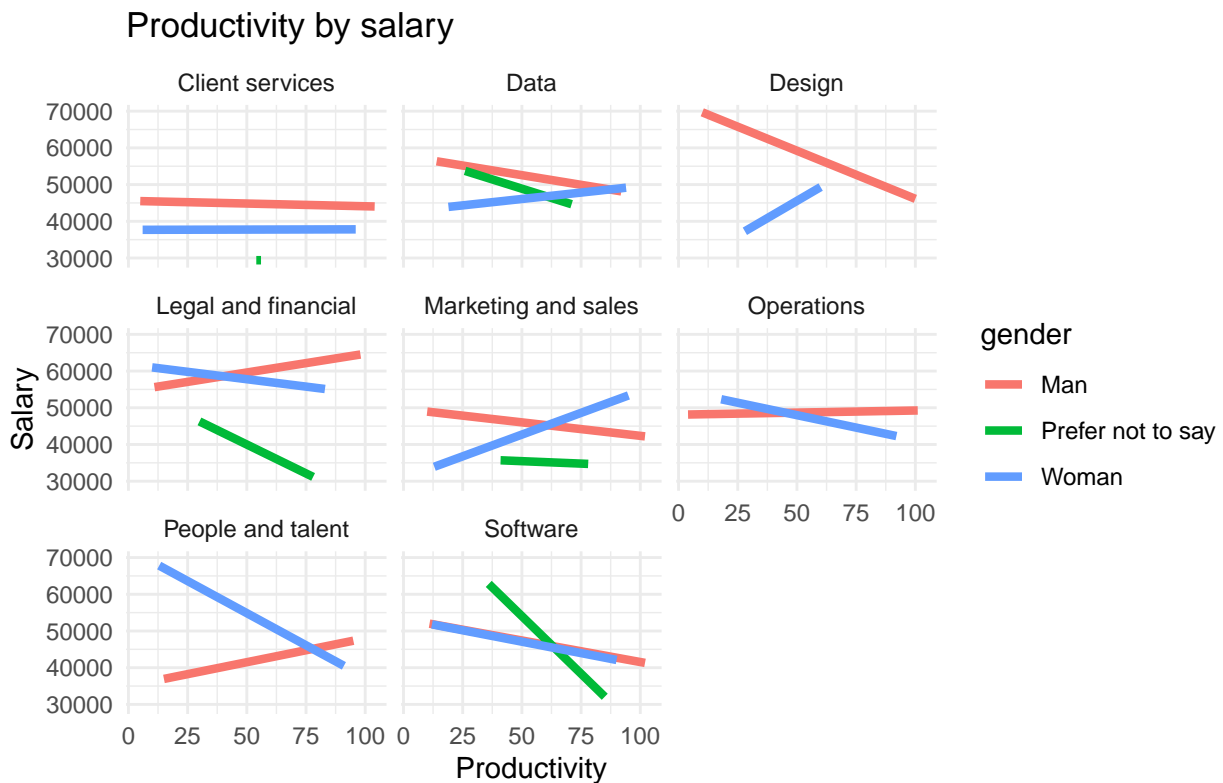 Productivity by salary
Client services
Data
Design
70000
60000
50000
40000
30000
Legal and financial
Marketing and sales
Operations
70000
60000
50000
40000
30000
0 25 50 75 100
People and talent
Software
70000
60000
50000
40000
30000
0 25 50 75 100
0 25 50 75 100
Salary
Productivity
gender
Man
Prefer not to say
Woman